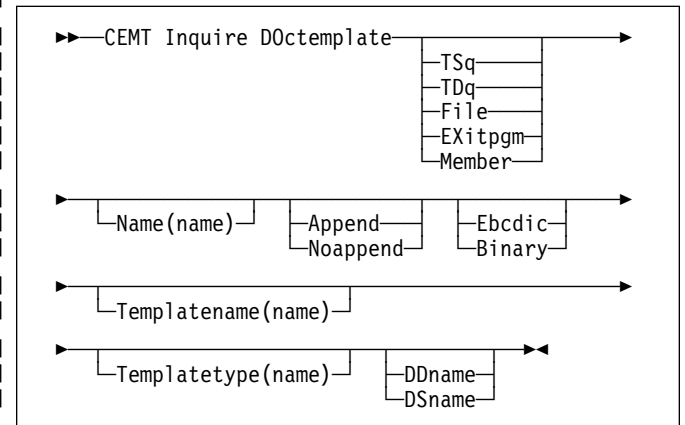 CEMT Inquire DOctemplate
TSq
TDq
File
EXitpgm
Member
Name(name) Append Ebcdic
Noappend Binary
Templatename(name)
Templatetype(name) DDname
DSname